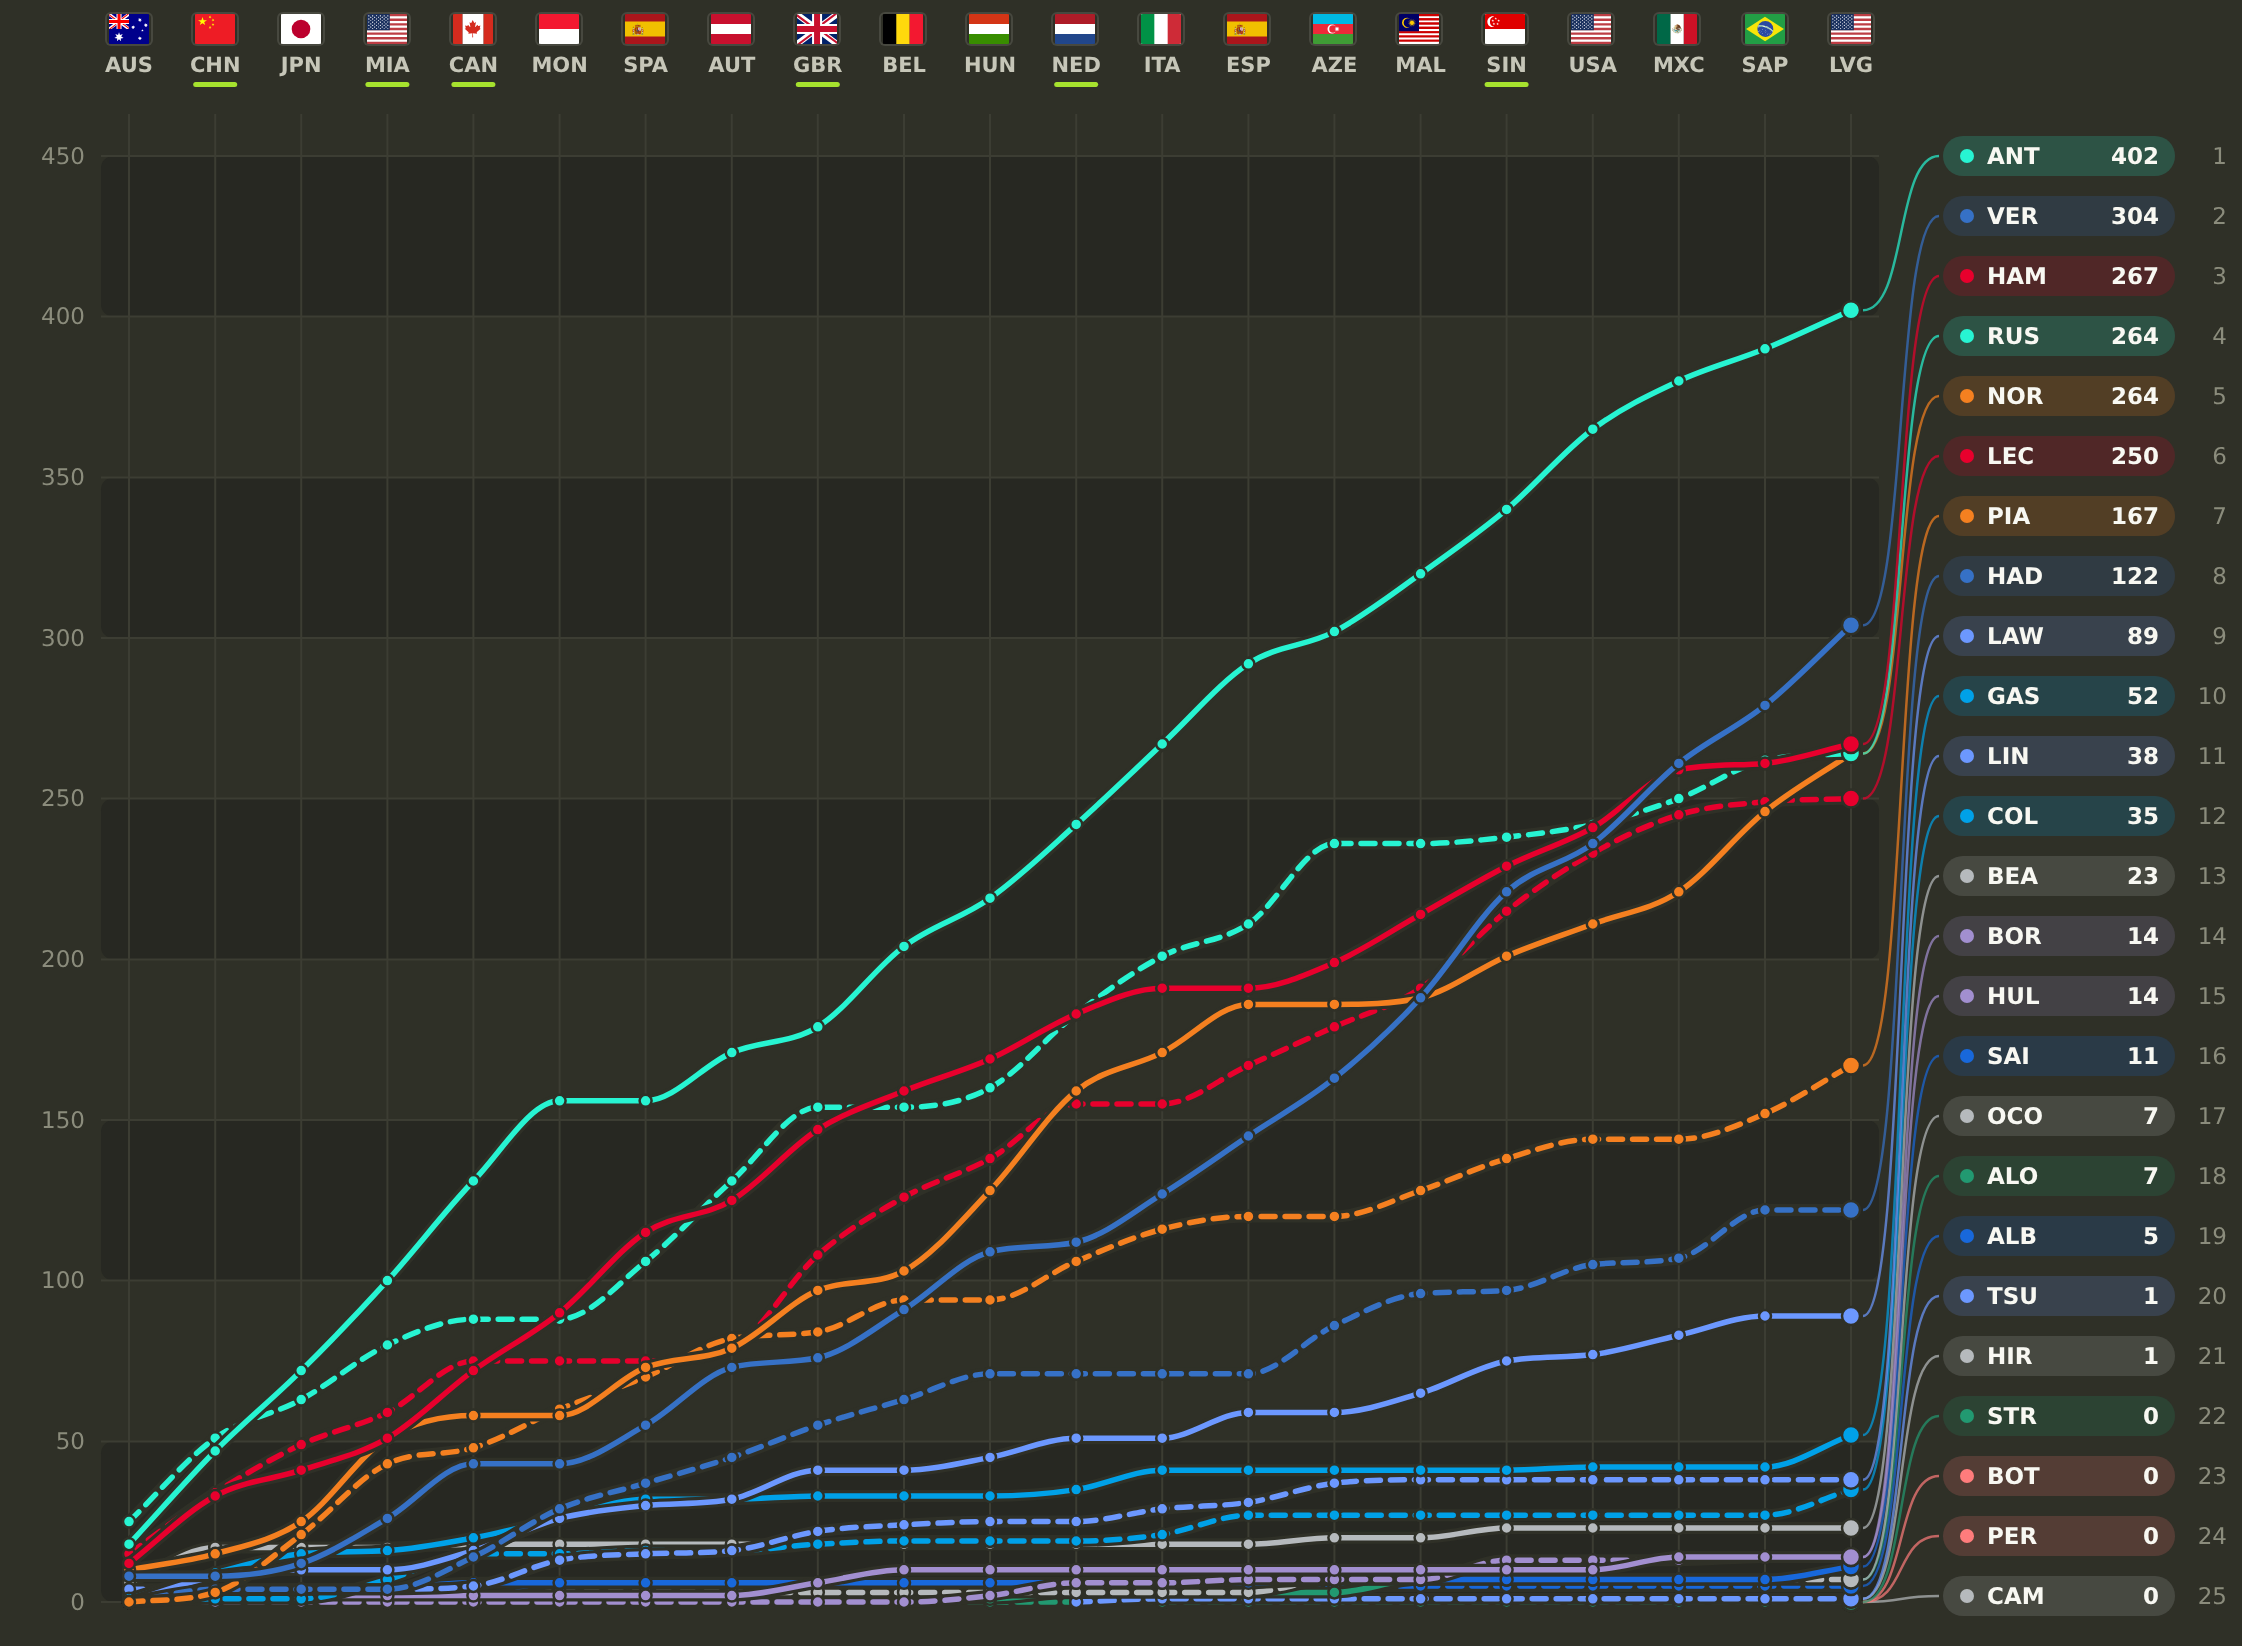 AUS CHN JPN MIA CAN MON SPA AUT GBR BEL HUN NED ITA ESP AZE MAL SIN USA MXC SAP LVG
450
400
350
300
250
200
150
100
50
0
ANT 402 1
VER 304 2
HAM 267 3
RUS 264 4
NOR 264 5
LEC 250 6
PIA 167 7
HAD 122 8
LAW 89 9
GAS 52 10
LIN 38 11
COL 35 12
BEA 23 13
BOR 14 14
HUL 14 15
SAI 11 16
OCO 7 17
ALO 7 18
ALB 5 19
TSU 1 20
HIR 1 21
STR 0 22
BOT 0 23
PER 0 24
CAM 0 25